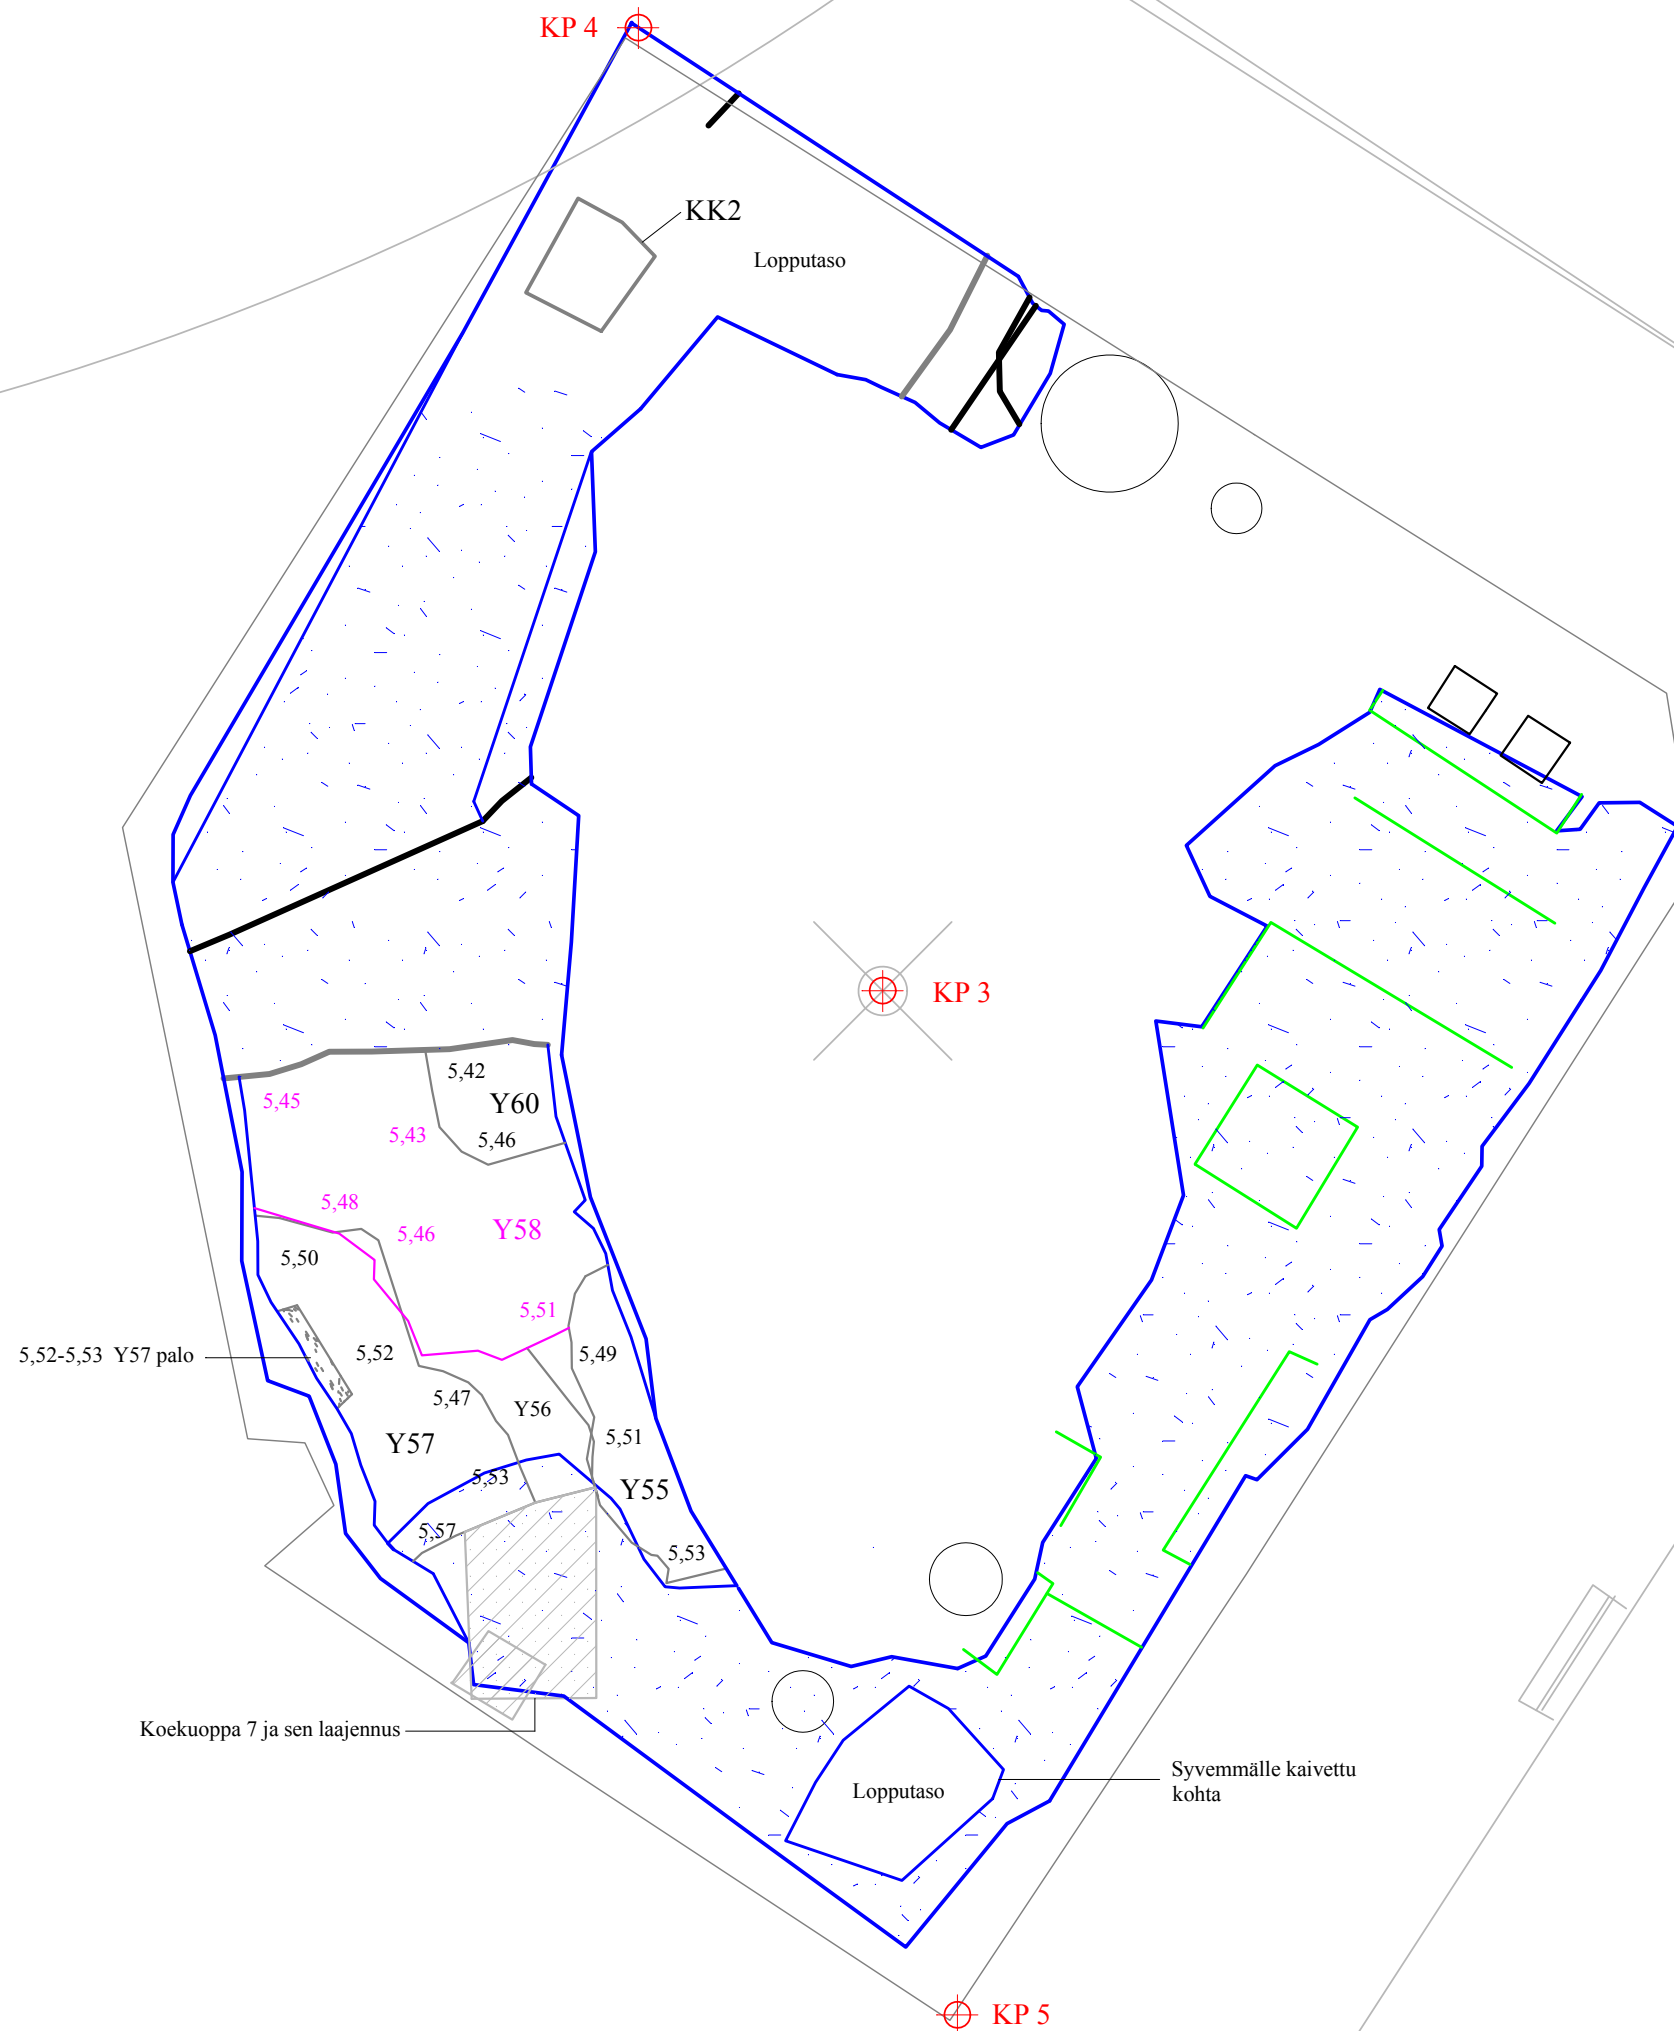 KP 4
KK2
Lopputaso
KP 3
5,42
5,45
Y60
5,43
5,46
5,48
5,46
Y58
5,50
5,51
5,52-5,53 Y57 palo
5,52
5,49
5,47
Y56
Y57
5,51
5,53
Y55
5,57
5,53
Koekuoppa 7 ja sen laajennus
Syvemmälle kaivettu
kohta
Lopputaso
KP 5